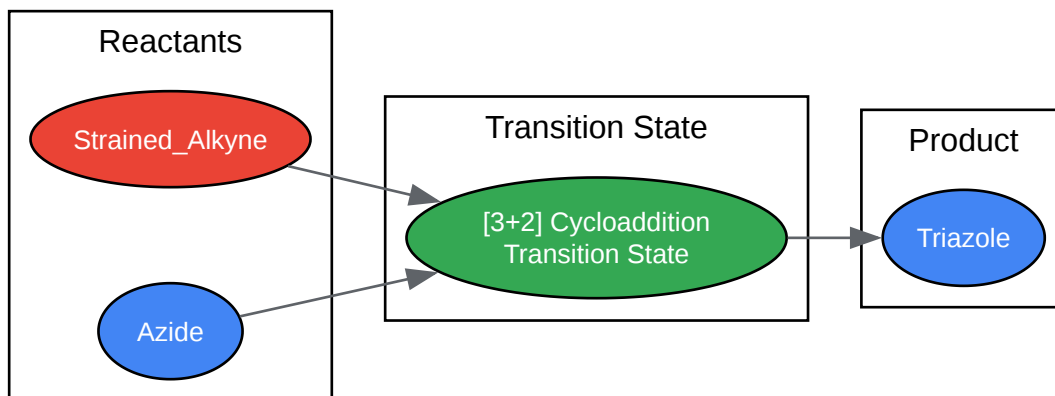 Reactants
Strained_Alkyne
Azide
Transition State
[3+2] Cycloaddition
Transition State
Product
Triazole